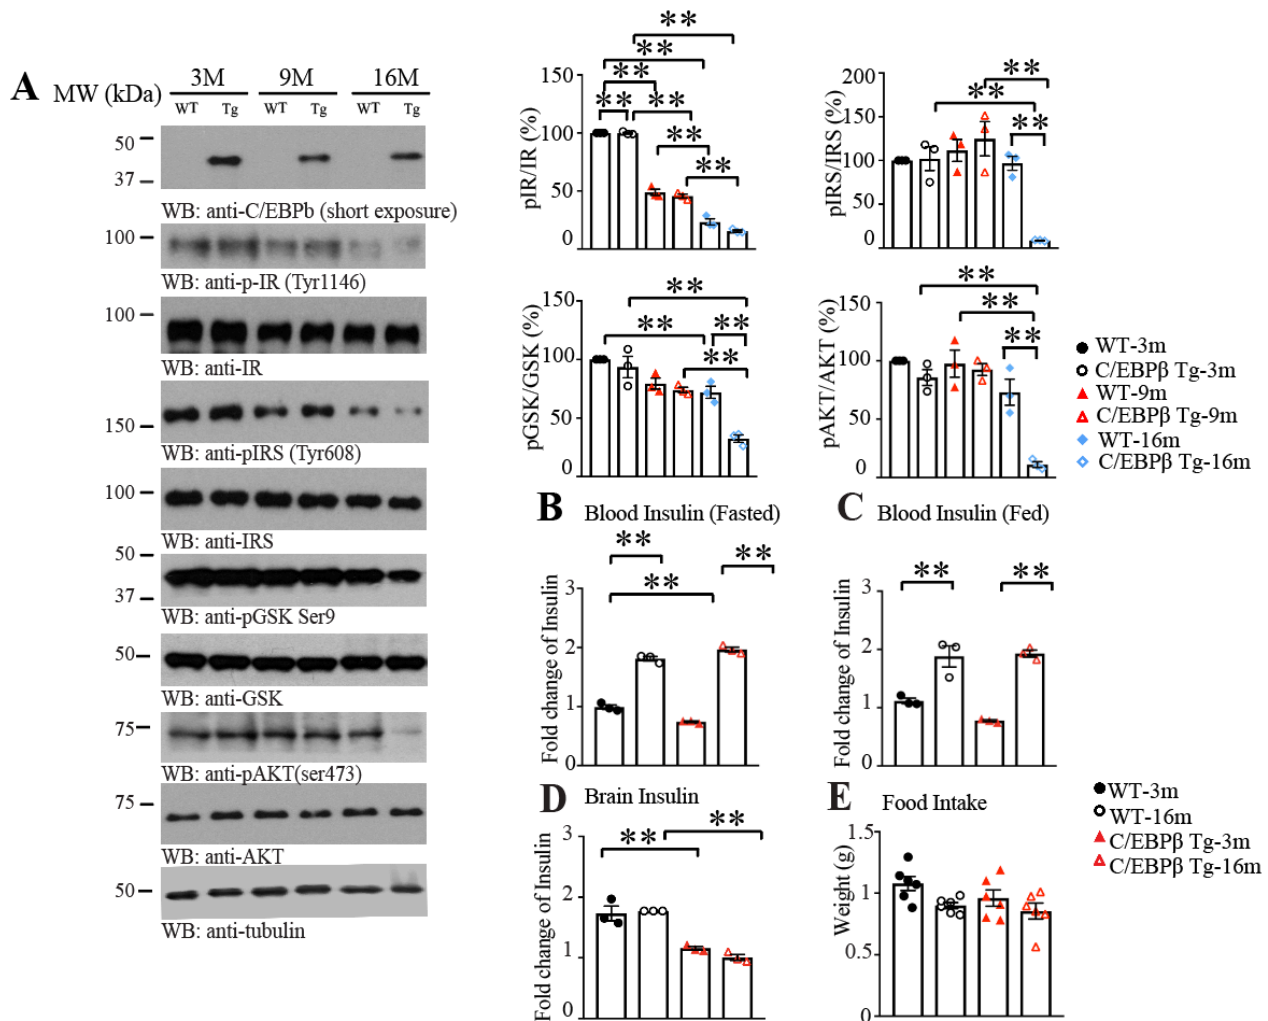 A
MW (kDa)
3M 9M 16M
WT Tg WT Tg WT Tg
50
37
WB: anti-C/EBPb (short exposure)
100
WB: anti-p-IR (Tyr1146)
100
WB: anti-IR
150
WB: anti-pIRS (Tyr608)
100
WB: anti-IRS
50
37
WB: anti-pGSK Ser9
50
WB: anti-GSK
75
WB: anti-pAKT(ser473)
75
WB: anti-AKT
50
WB: anti-tubulin
pIR/IR (%)
150
100
50
0
** ** ** ** ** ** **
pIRS/IRS (%)
200
150
100
50
0
** ** **
pGSK/GSK (%)
150
100
50
0
** ** ** **
pAKT/AKT (%)
150
100
50
0
** ** **
WT-3m
C/EBPβ Tg-3m
WT-9m
C/EBPβ Tg-9m
WT-16m
C/EBPβ Tg-16m
B Blood Insulin (Fasted)
Fold change of Insulin
3
2
1
0
** ** **
C Blood Insulin (Fed)
Fold change of Insulin
3
2
1
0
** **
D Brain Insulin
Fold change of Insulin
3
2
1
0
** **
E Food Intake
Weight (g)
1.5
1
0.5
0
WT-3m
WT-16m
C/EBPβ Tg-3m
C/EBPβ Tg-16m